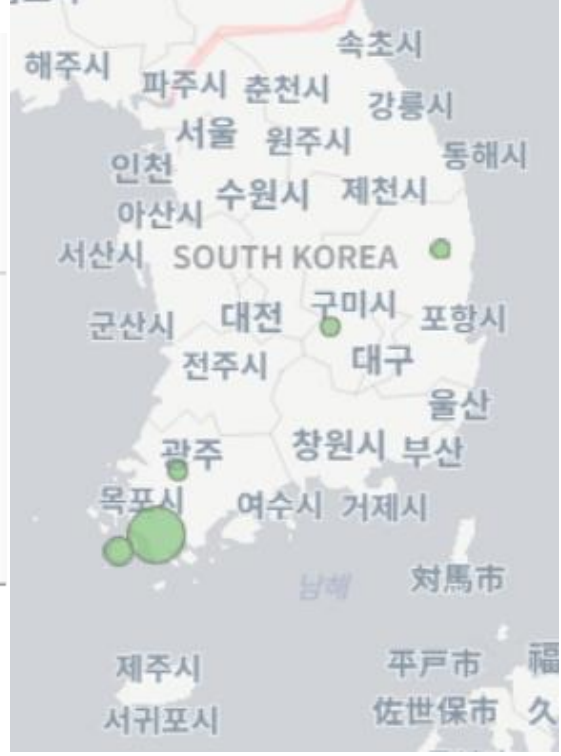 속초시
해주시
파주시 춘천시
강릉시
서울 원주시
동해시
인천
수원시 제천시
아산시
서산시 SOUTH KOREA
구미시
군산시 대전 포항시
전주시 대구
울산
광주 창원시 부산
목포시 여수시 거제시
남해 対馬市
제주시 平戸市 福
서귀포시 佐世保市 久